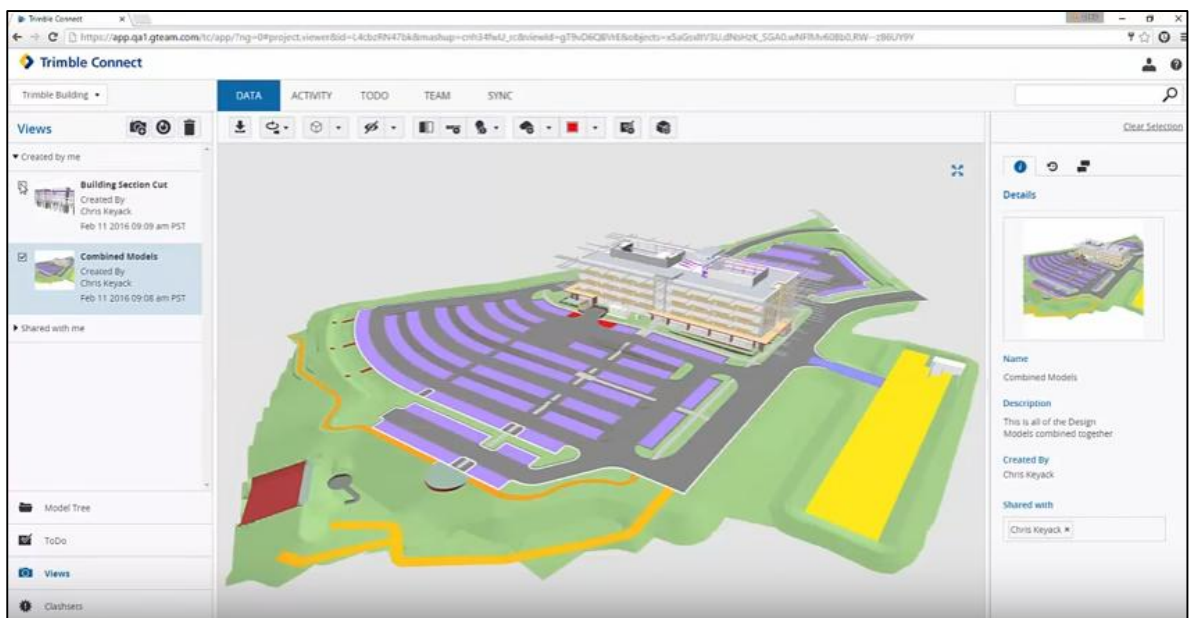 Trimble Connect
Trimble Connect
Trimble Building
DATA
ACTIVITY
TODO
TEAM
SYNC
Views
Clear Selection
Created by me
Building Section Cut
Created By
Chris Keyack
Feb 11 2016 09:09 am PST
Combined Models
Created By
Chris Keyack
Feb 11 2016 09:08 am PST
Shared with me
Model Tree
ToDo
Views
Clashsets
Details
Name
Combined Models
Description
This is all of the Design
Models combined together
Created By
Chris Keyack
Shared with
Chris Keyack ×